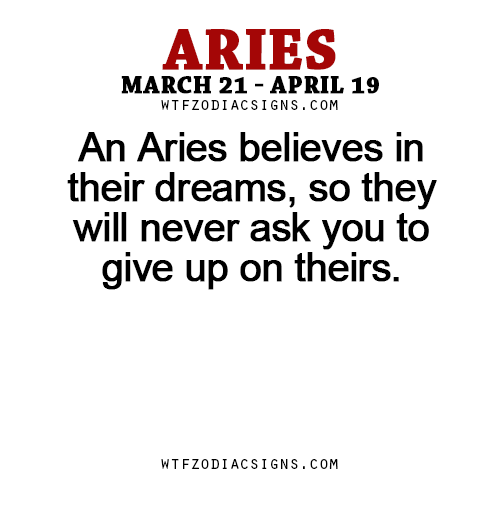 ARIES
MARCH 21 - APRIL 19
WTFZODIACSIGNS.COM
An Aries believes in
their dreams, so they
will never ask you to
give up on theirs.
WTFZODIACSIGNS.COM